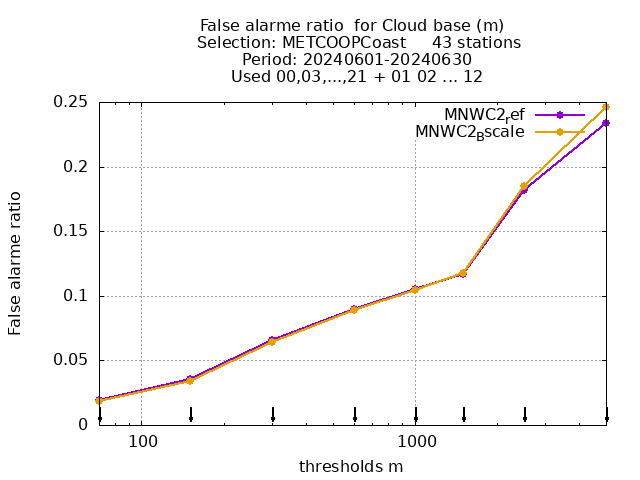 False alarme ratio  for Cloud base (m)
Selection: METCOOPCoast     43 stations
Period: 20240601-20240630
Used 00,03,...,21 + 01 02 ... 12
MNWC2ref
MNWC2Bscale
0.25
0.2
0.15
0.1
0.05
0
False alarme ratio
100
1000
thresholds m